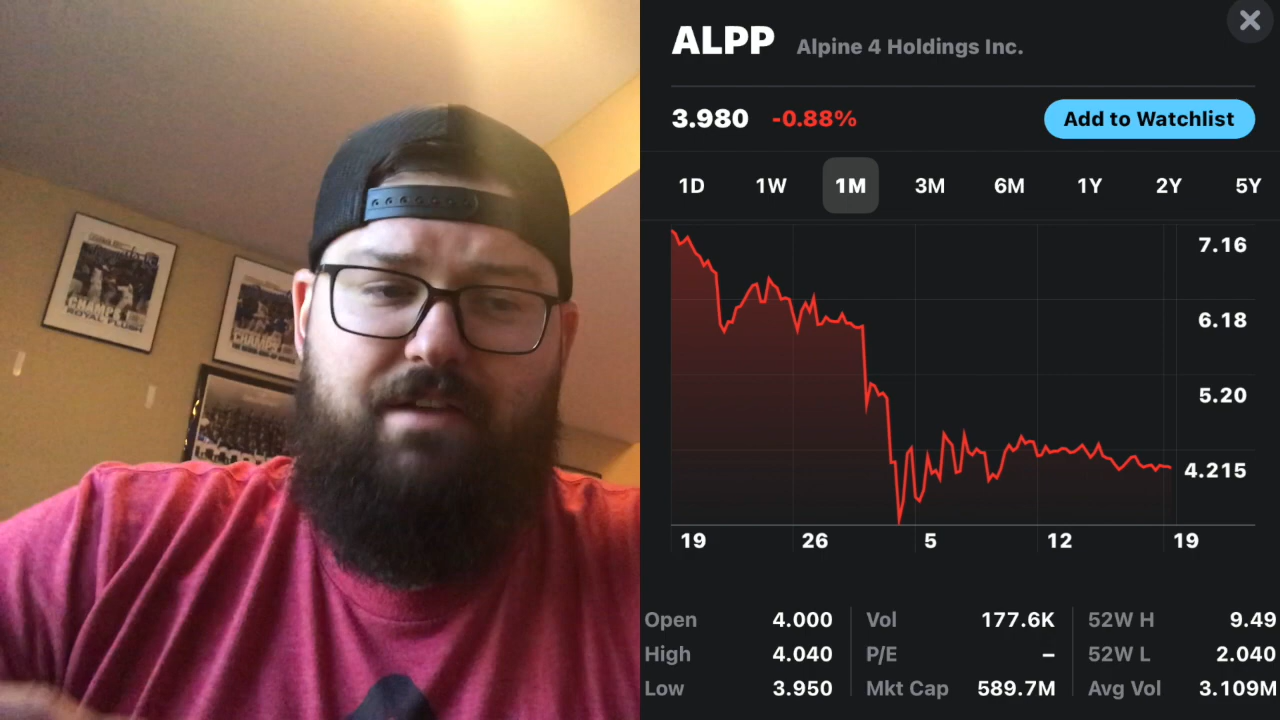 CHAMPS
ROYAL FLUSH
CHAMPS
ALPP Alpine 4 Holdings Inc.
3.980 -0.88% Add to Watchlist
1D 1W 1M 3M 6M 1Y 2Y 5Y
7.16
6.18
5.20
4.215
19 26 5 12 19
Open 4.000 Vol 177.6K 52W H 9.49
High 4.040 P/E – 52W L 2.040
Low 3.950 Mkt Cap 589.7M Avg Vol 3.109M